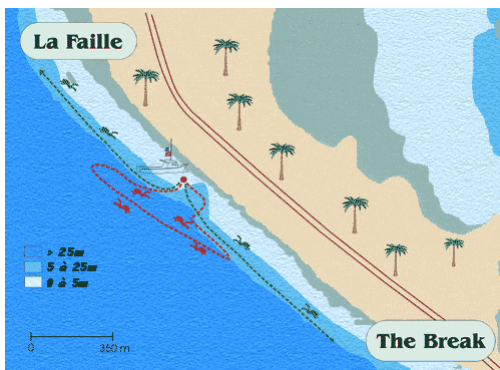 La Faille
> 25m
5 à 25m
0 à 5m
0 350 m
The Break